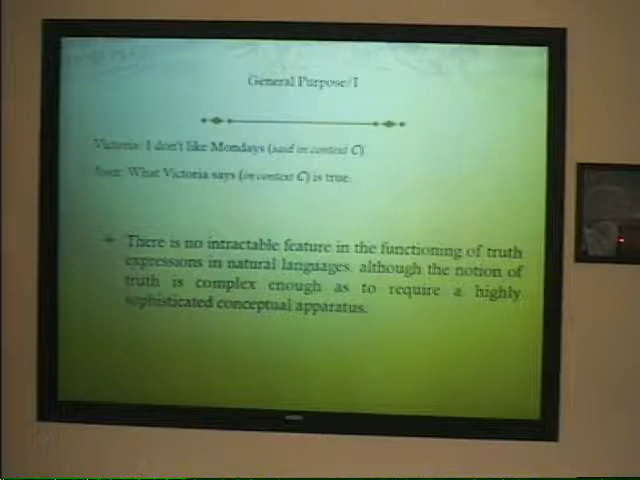 General Purpose/I
Victoria: I don't like Mondays (said in context C)
What Victoria says (in context C) is true.
There is no intractable feature in the functioning of truth
expressions in natural languages, although the notion of
truth is complex enough as to require a highly
sophisticated conceptual apparatus.